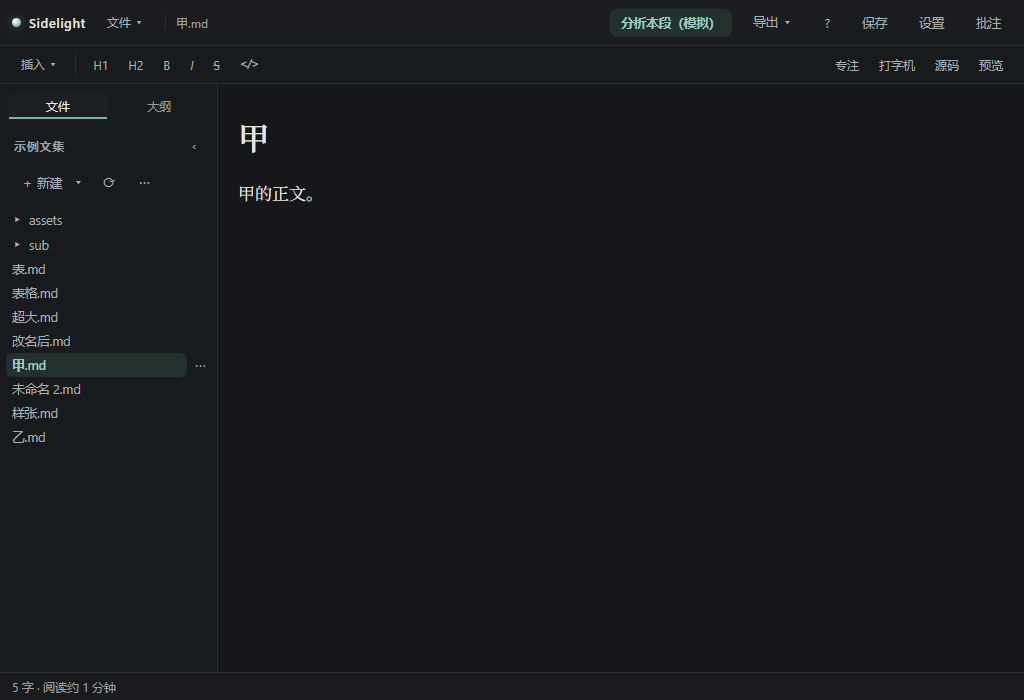 Sidelight 文件 甲.md 分析本段（模拟） 导出 ? 保存 设置 批注
插入 H1 H2 B I S </> 专注 打字机 源码 预览
文件 大纲
示例文集
+ 新建 ...
assets
sub
表.md
表格.md
超大.md
改名后.md
甲.md ...
未命名 2.md
样张.md
乙.md
甲
甲的正文。
5 字 · 阅读约 1 分钟